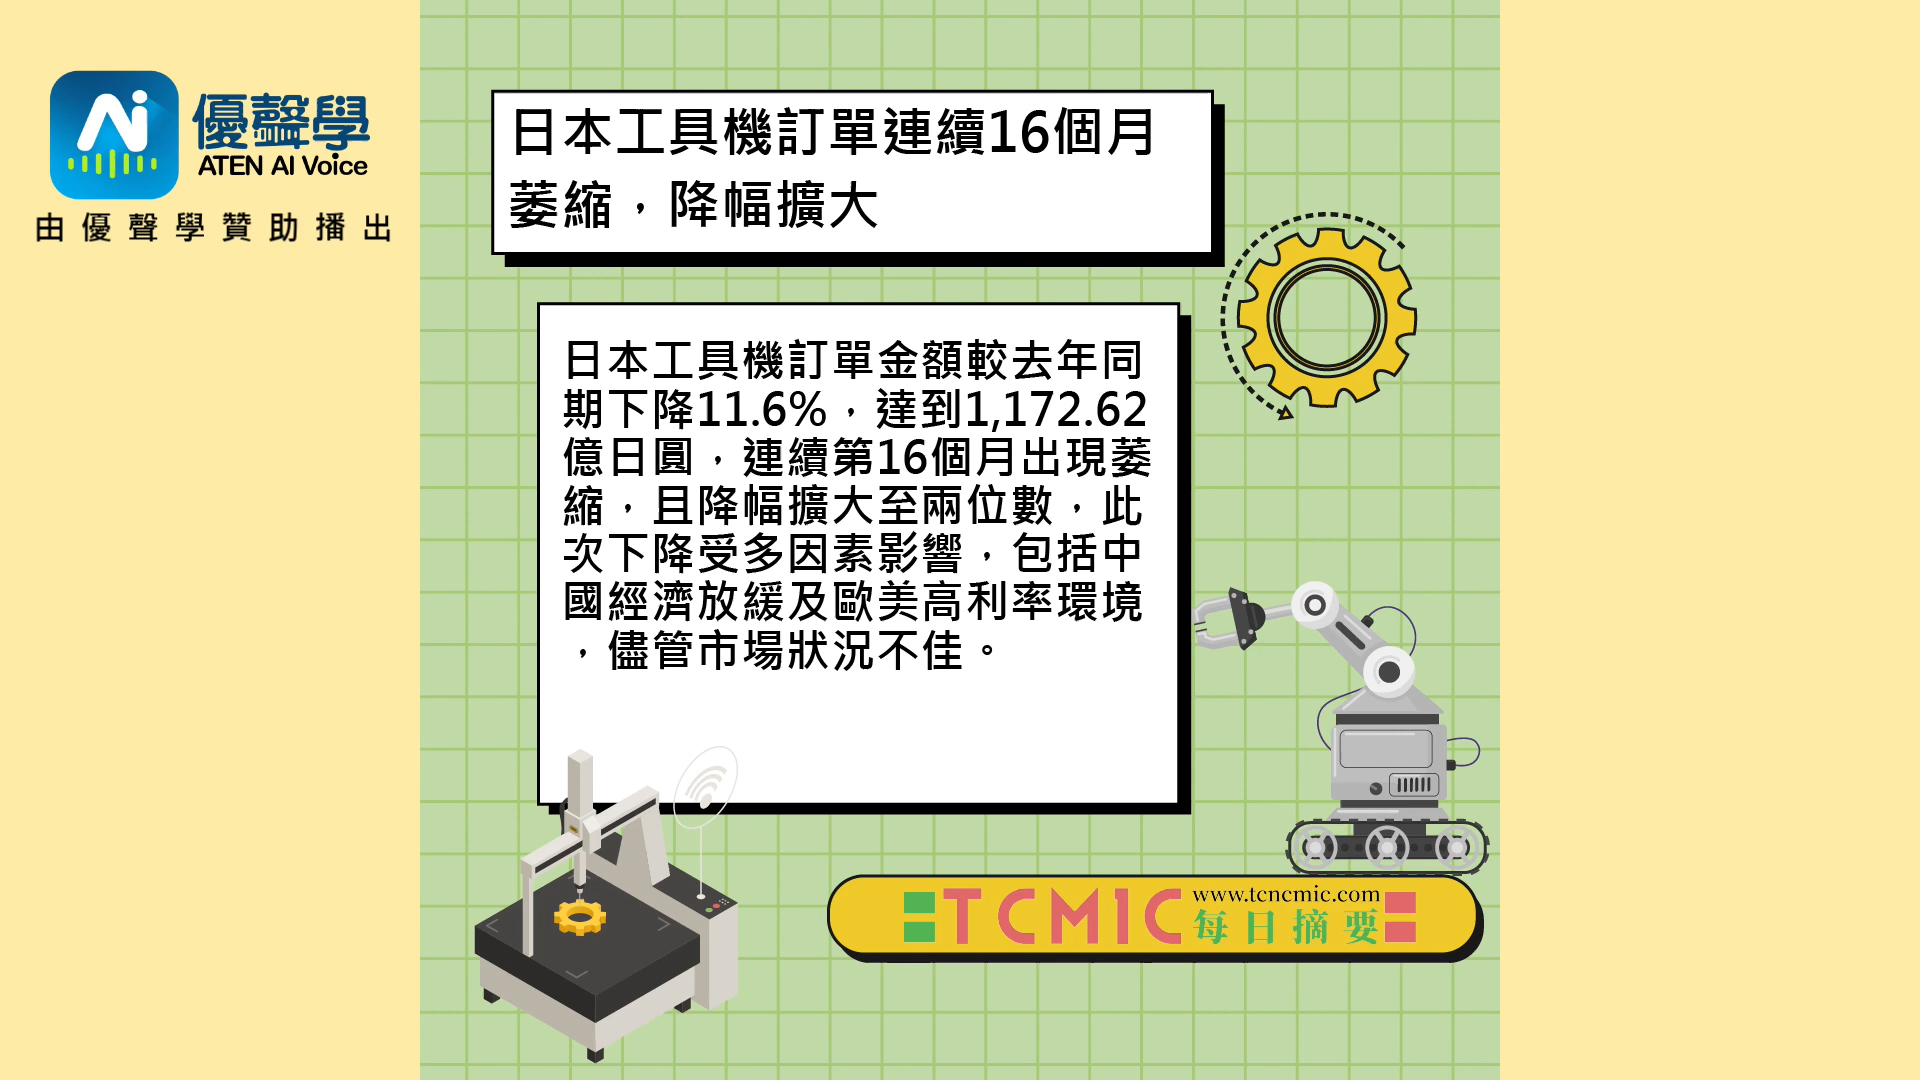 優聲學
ATEN AI Voice
由優聲學贊助播出
日本工具機訂單連續16個月
萎縮，降幅擴大
日本工具機訂單金額較去年同
期下降11.6%，達到1,172.62
億日圓，連續第16個月出現萎
縮，且降幅擴大至兩位數，此
次下降受多因素影響，包括中
國經濟放緩及歐美高利率環境
，儘管市場狀況不佳。
TCMIC
www.tcncmic.com
每日摘要